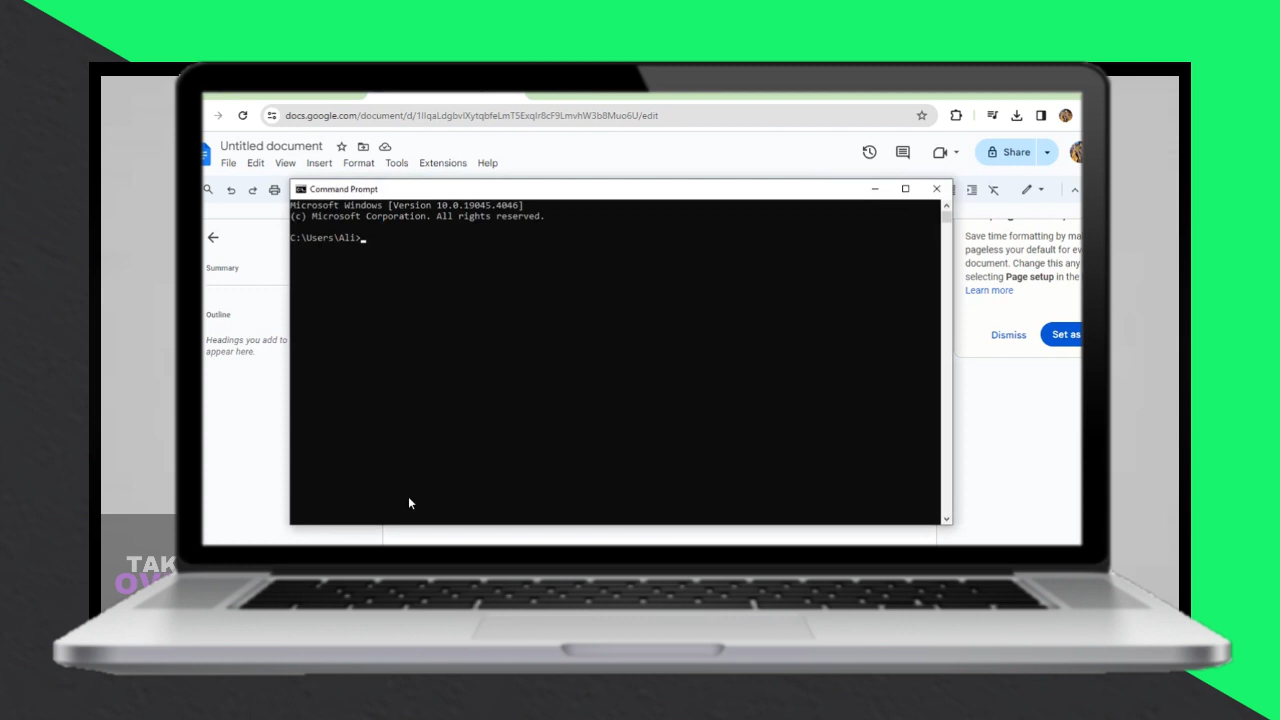 docs.google.com/document/d/1IIqaLdgbvlXytqbfeLmTSExqIr8cF9LmvhW3b8Muo6U/edit
Untitled document
Share
File Edit View Insert Format Tools Extensions Help
Command Prompt
Microsoft Windows [Version 10.0.19045.4046]
(c) Microsoft Corporation. All rights reserved.
C:\Users\Ali>
Summary
Outline
Headings you add to
appear here.
Save time formatting by ma
pageless your default for ev
document. Change this any
selecting Page setup in the
Learn more
Dismiss
Set as
TAK
OV